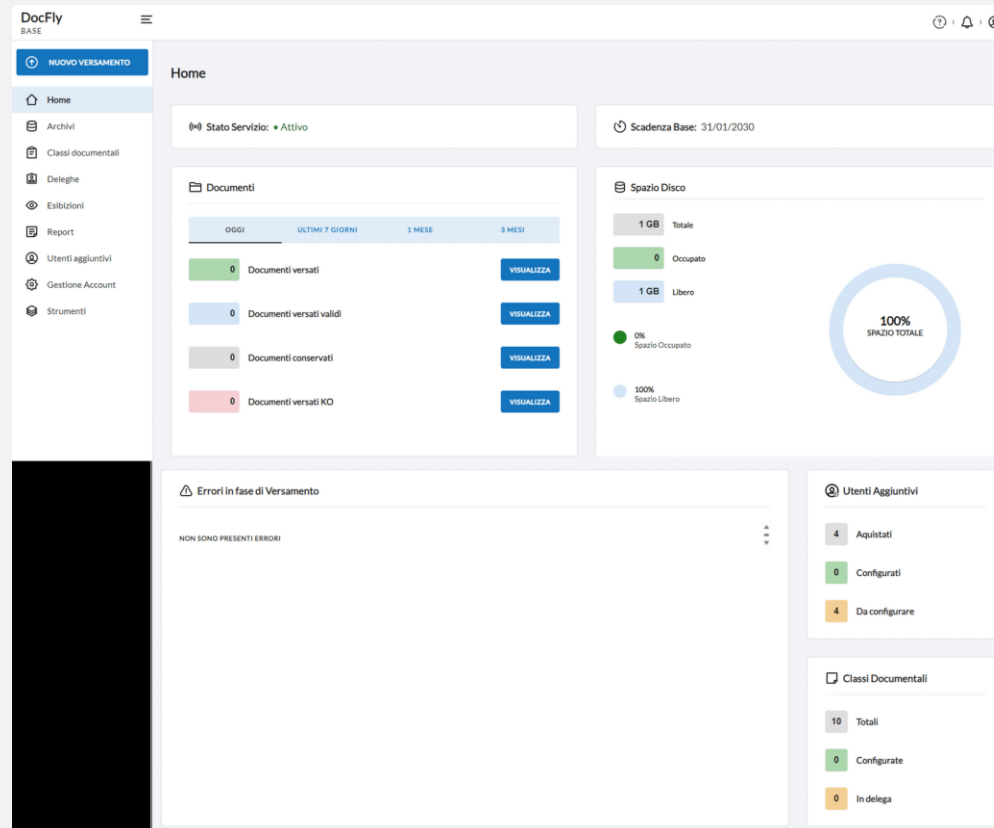 DocFly
BASE
NUOVO VERSAMENTO
Home
Archivi
Classi documentali
Deleghe
Esibizioni
Report
Utenti aggiuntivi
Gestione Account
Strumenti
Home
Stato Servizio: • Attivo
Scadenza Base: 31/01/2030
Documenti
OGGI ULTIMI 7 GIORNI 1 MESE 3 MESI
0 Documenti versati VISUALIZZA
0 Documenti versati validi VISUALIZZA
0 Documenti conservati VISUALIZZA
0 Documenti versati KO VISUALIZZA
Spazio Disco
1 GB Totale
0 Occupato
1 GB Libero
0%
Spazio Occupato
100%
Spazio Libero
100%
SPAZIO TOTALE
Errori in fase di Versamento
NON SONO PRESENTI ERRORI
Utenti Aggiuntivi
4 Aquistati
0 Configurati
4 Da configurare
Classi Documentali
10 Totali
0 Configurate
0 In delega